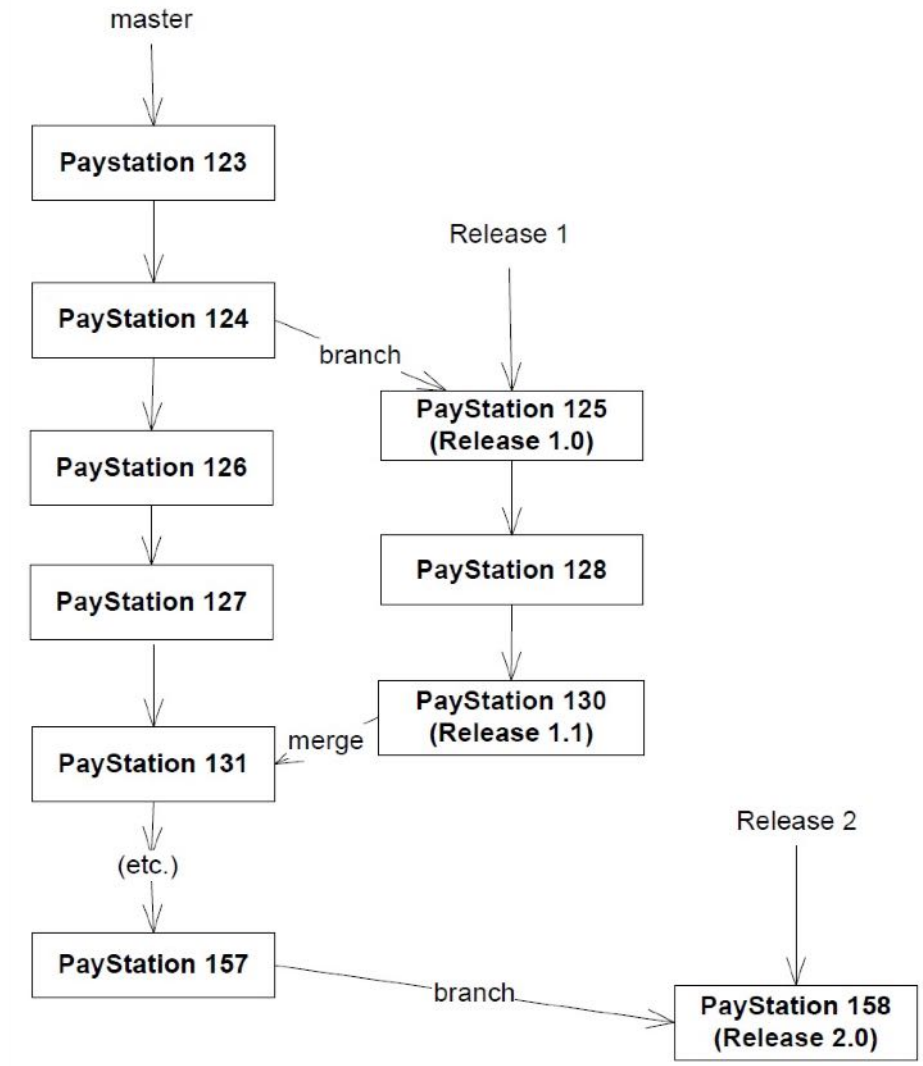 master
Paystation 123
Release 1
PayStation 124
branch
PayStation 125
(Release 1.0)
PayStation 126
PayStation 128
PayStation 127
PayStation 130
(Release 1.1)
merge
PayStation 131
Release 2
(etc.)
PayStation 157
branch
PayStation 158
(Release 2.0)